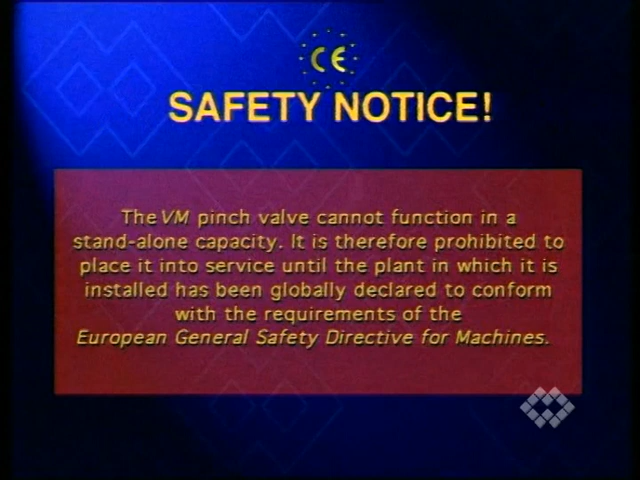 CE
SAFETY NOTICE!
The VM pinch valve cannot function in a
stand-alone capacity. It is therefore prohibited to
place it into service until the plant in which it is
installed has been globally declared to conform
with the requirements of the
European General Safety Directive for Machines.